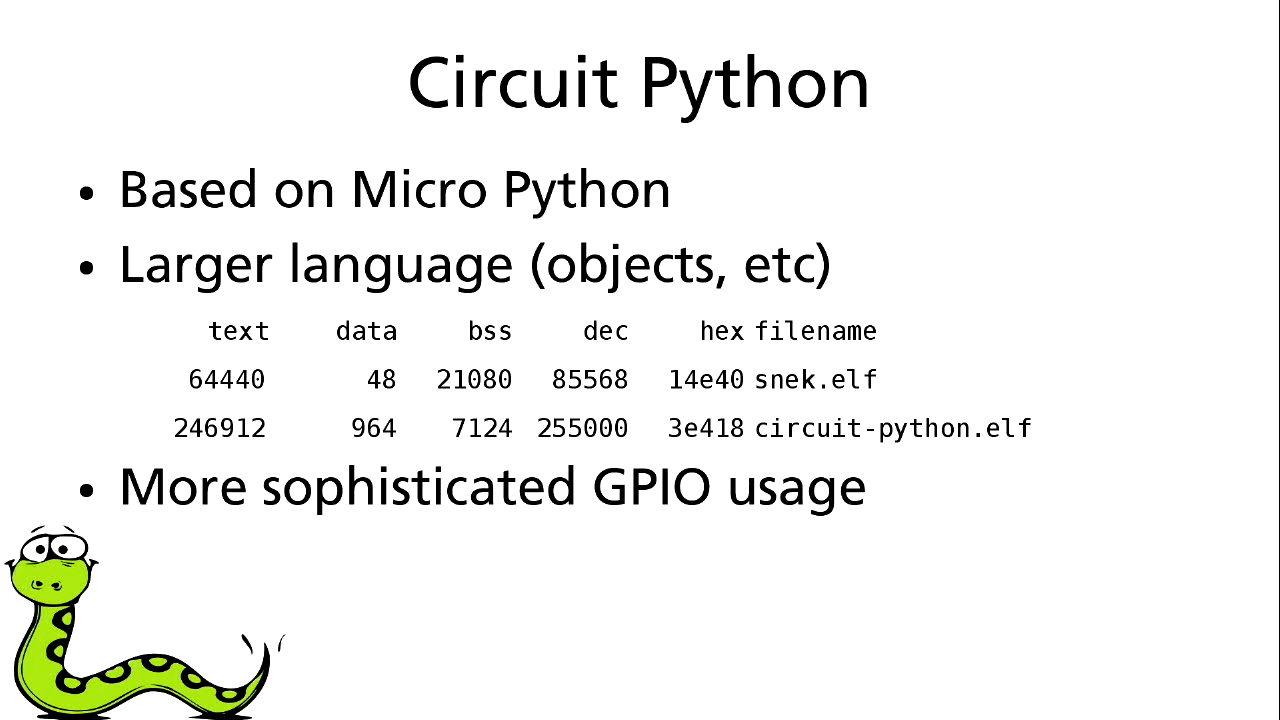 Circuit Python
• Based on Micro Python
• Larger language (objects, etc)
text data bss dec hex filename
64440 48 21080 85568 14e40 snek.elf
246912 964 7124 255000 3e418 circuit-python.elf
• More sophisticated GPIO usage